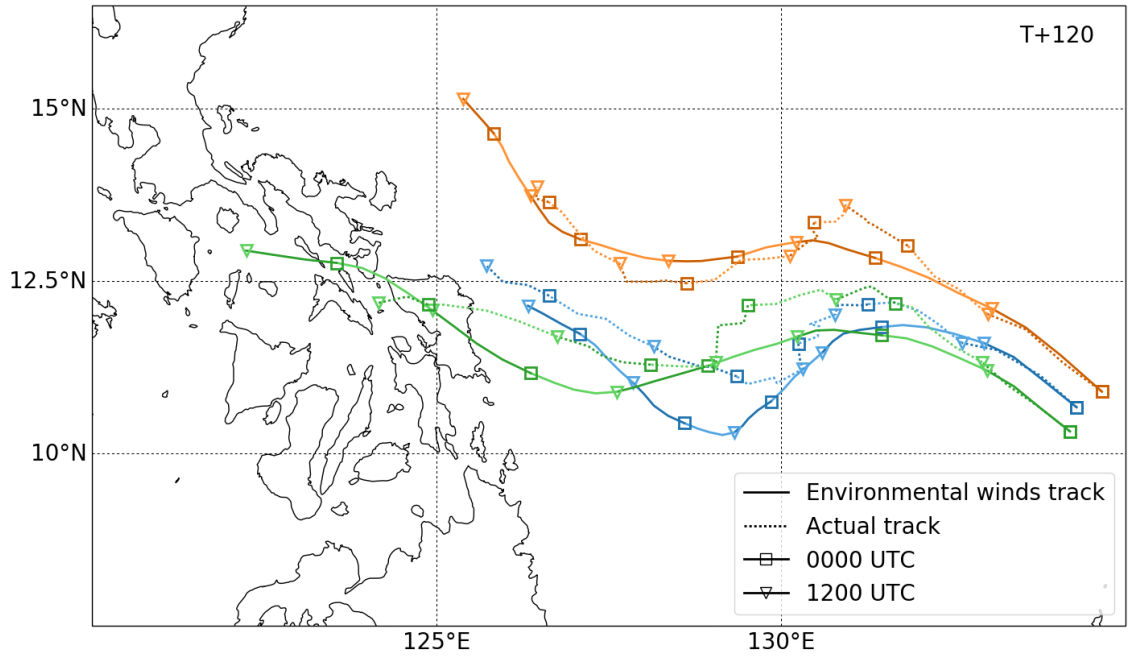 T+120
15°N
12.5°N
10°N
Environmental winds track
Actual track
0000 UTC
1200 UTC
125°E
130°E